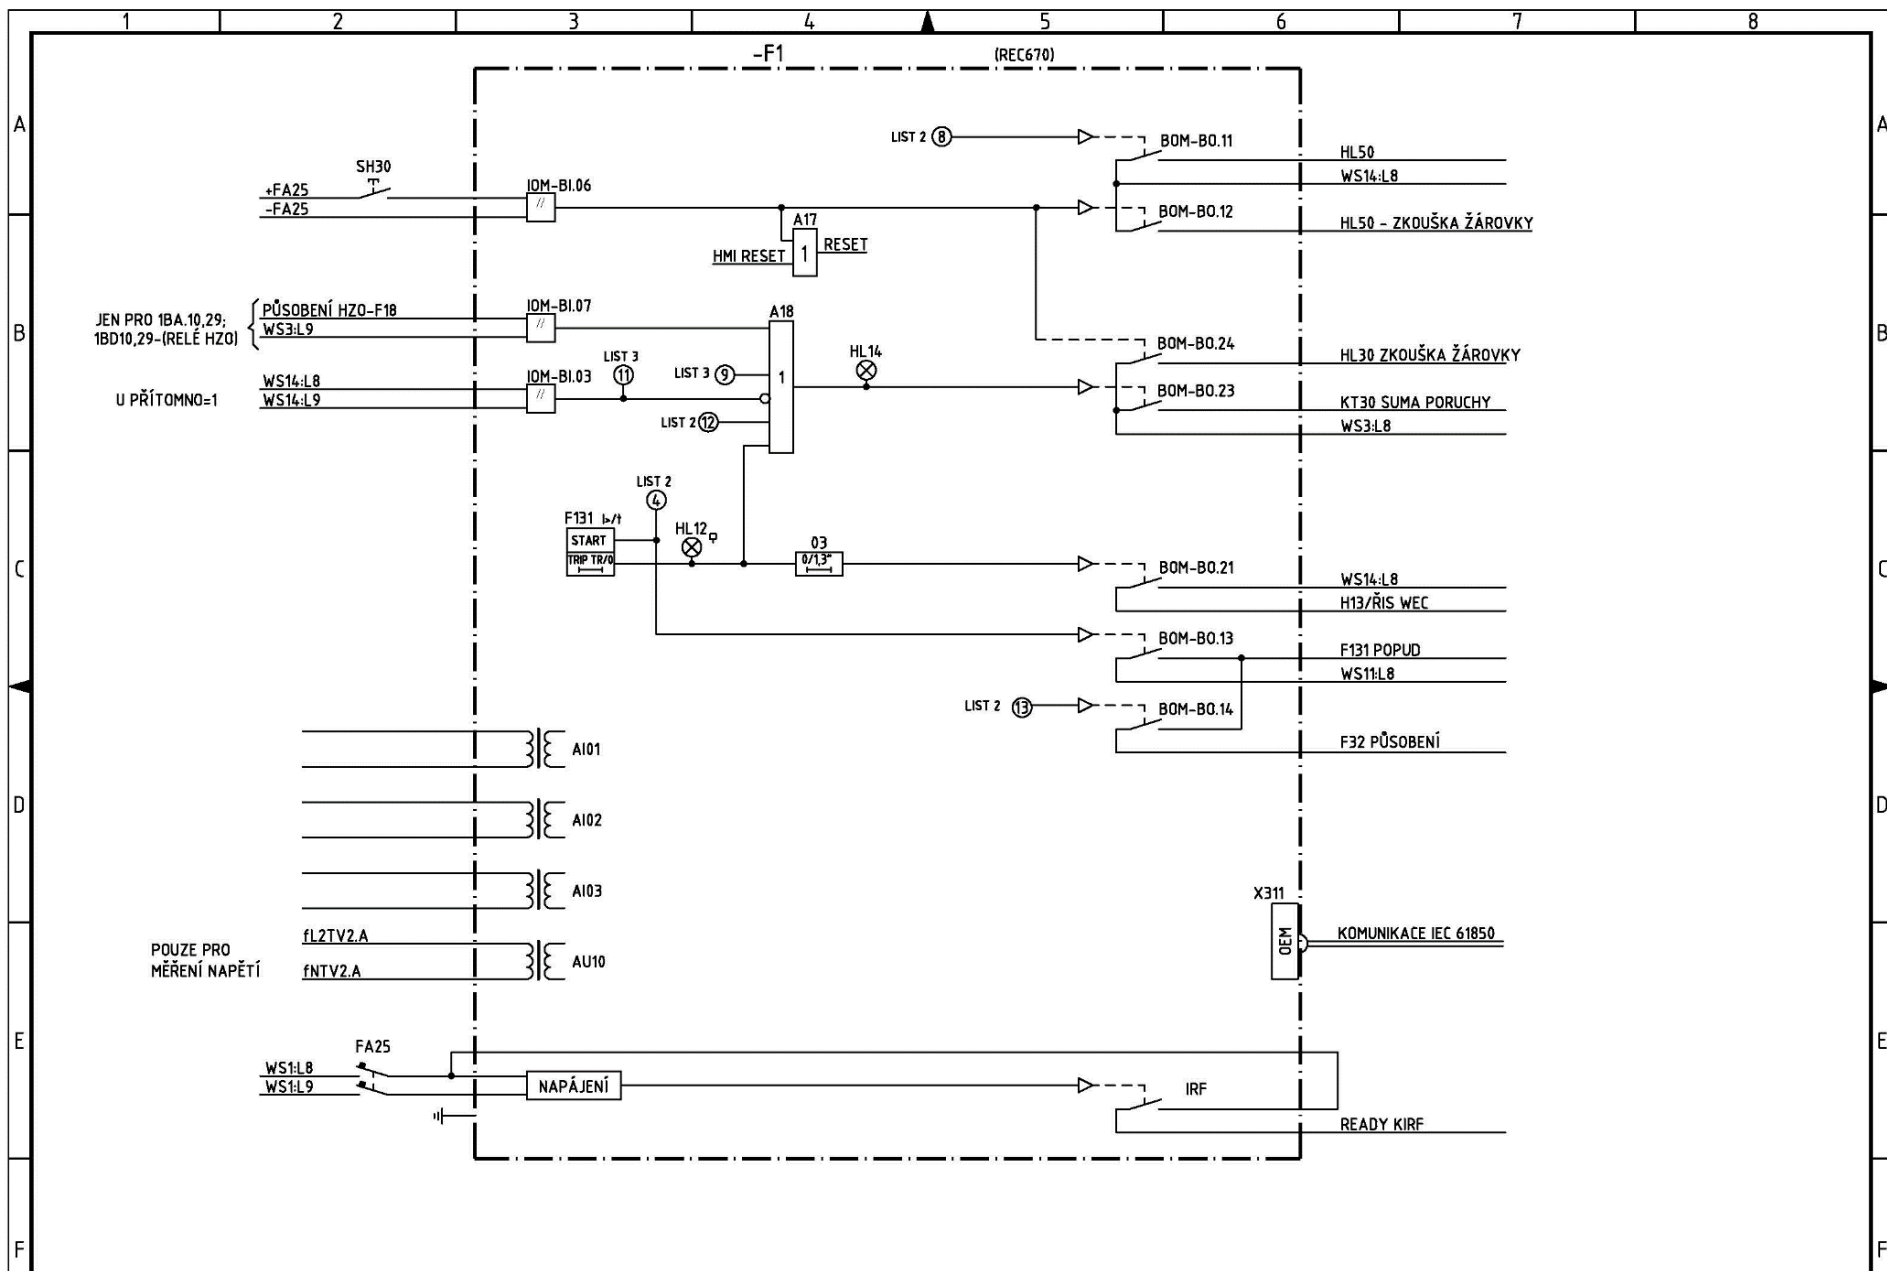 1 2 3 4 5 6 7 8
-F1 (REC670)
A A
LIST 2 8
BOM-BO.11
HL50
WS14:L8
SH30
+FA25
-FA25
IOM-BI.06
BOM-BO.12
HL50 - ZKOUŠKA ŽÁROVKY
A17
HMI RESET 1 RESET
B B
JEN PRO 1BA.10,29;
1BD10,29-(RELÉ HZO)
PŮSOBENÍ HZO-F18
WS3:L9
IOM-BI.07
//
A18
1
LIST 3
11
LIST 3 9
HL14
BOM-BO.24
HL30 ZKOUŠKA ŽÁROVKY
U PŘÍTOMNO=1
WS14:L8
WS14:L9
IOM-BI.03
//
LIST 2 12
BOM-BO.23
KT30 SUMA PORUCHY
WS3:L8
//
C C
LIST 2
4
F131 I>/t
START
TRIP TR/0
HL12
03
0/1,3"
BOM-BO.21
WS14:L8
H13/ŘIS WEC
BOM-BO.13
F131 POPUD
WS11:L8
LIST 2 13
BOM-BO.14
F32 PŮSOBENÍ
D D
AI01
AI02
AI03
X311
OEM
KOMUNIKACE IEC 61850
POUZE PRO
MĚŘENÍ NAPĚTÍ
fL2TV2.A
fNTV2.A
AU10
E E
FA25
WS1:L8
WS1:L9
NAPÁJENÍ
IRF
READY KIRF
F F